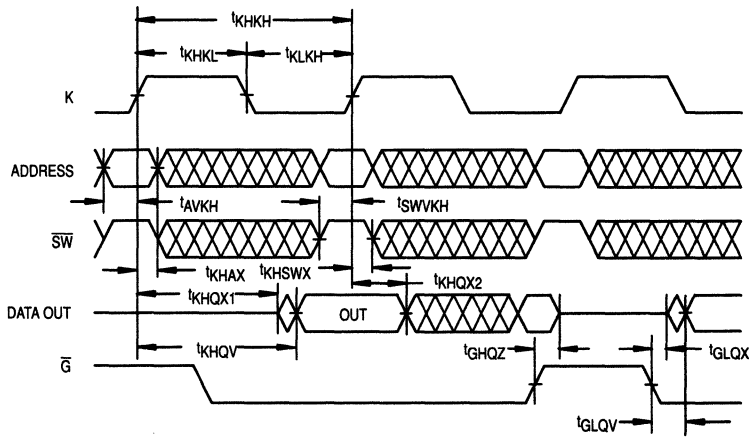 tKHKH
tKHKL
tKLKH
K
ADDRESS
tAVKH
tSWVKH
SW
tKHAX
tKHSWX
tKHQX1
tKHQX2
DATA OUT
OUT
tKHQV
tGHQZ
tGLQX
G
tGLQV